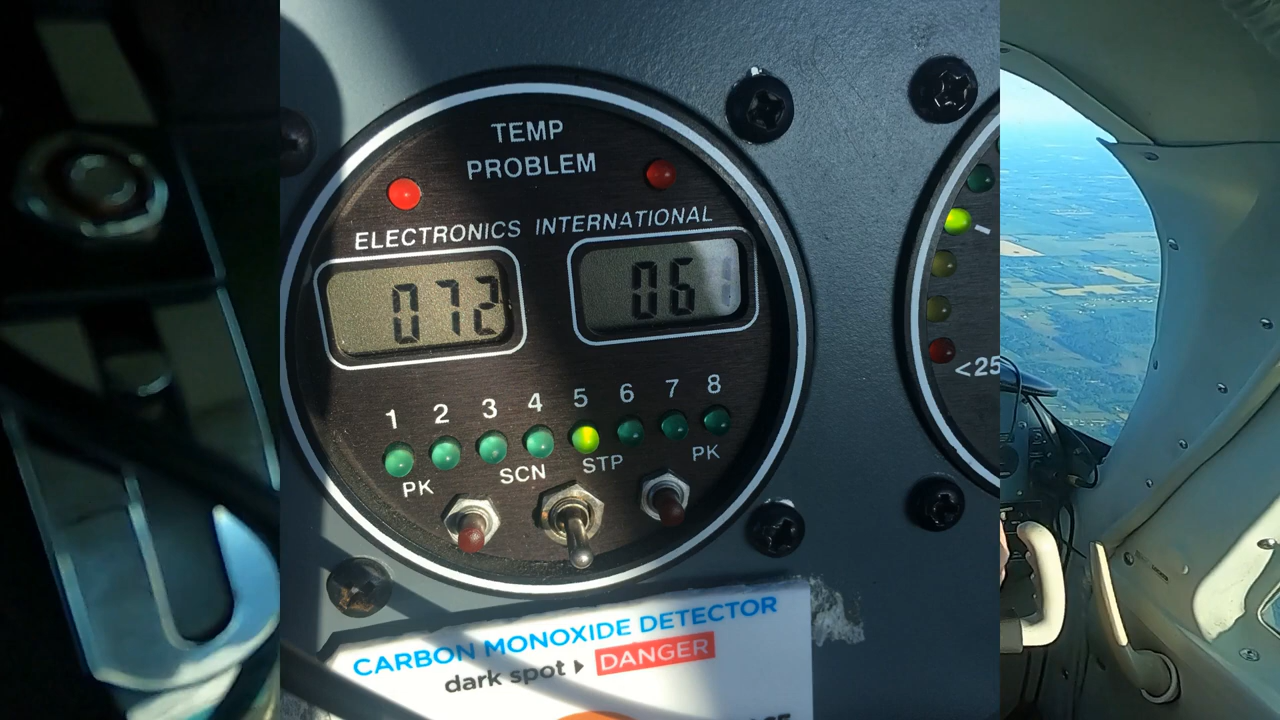 TEMP
PROBLEM
ELECTRONICS INTERNATIONAL
072 061
1 2 3 4 5 6 7 8
PK SCN STP PK
<25
CARBON MONOXIDE DETECTOR
dark spot ▸ DANGER